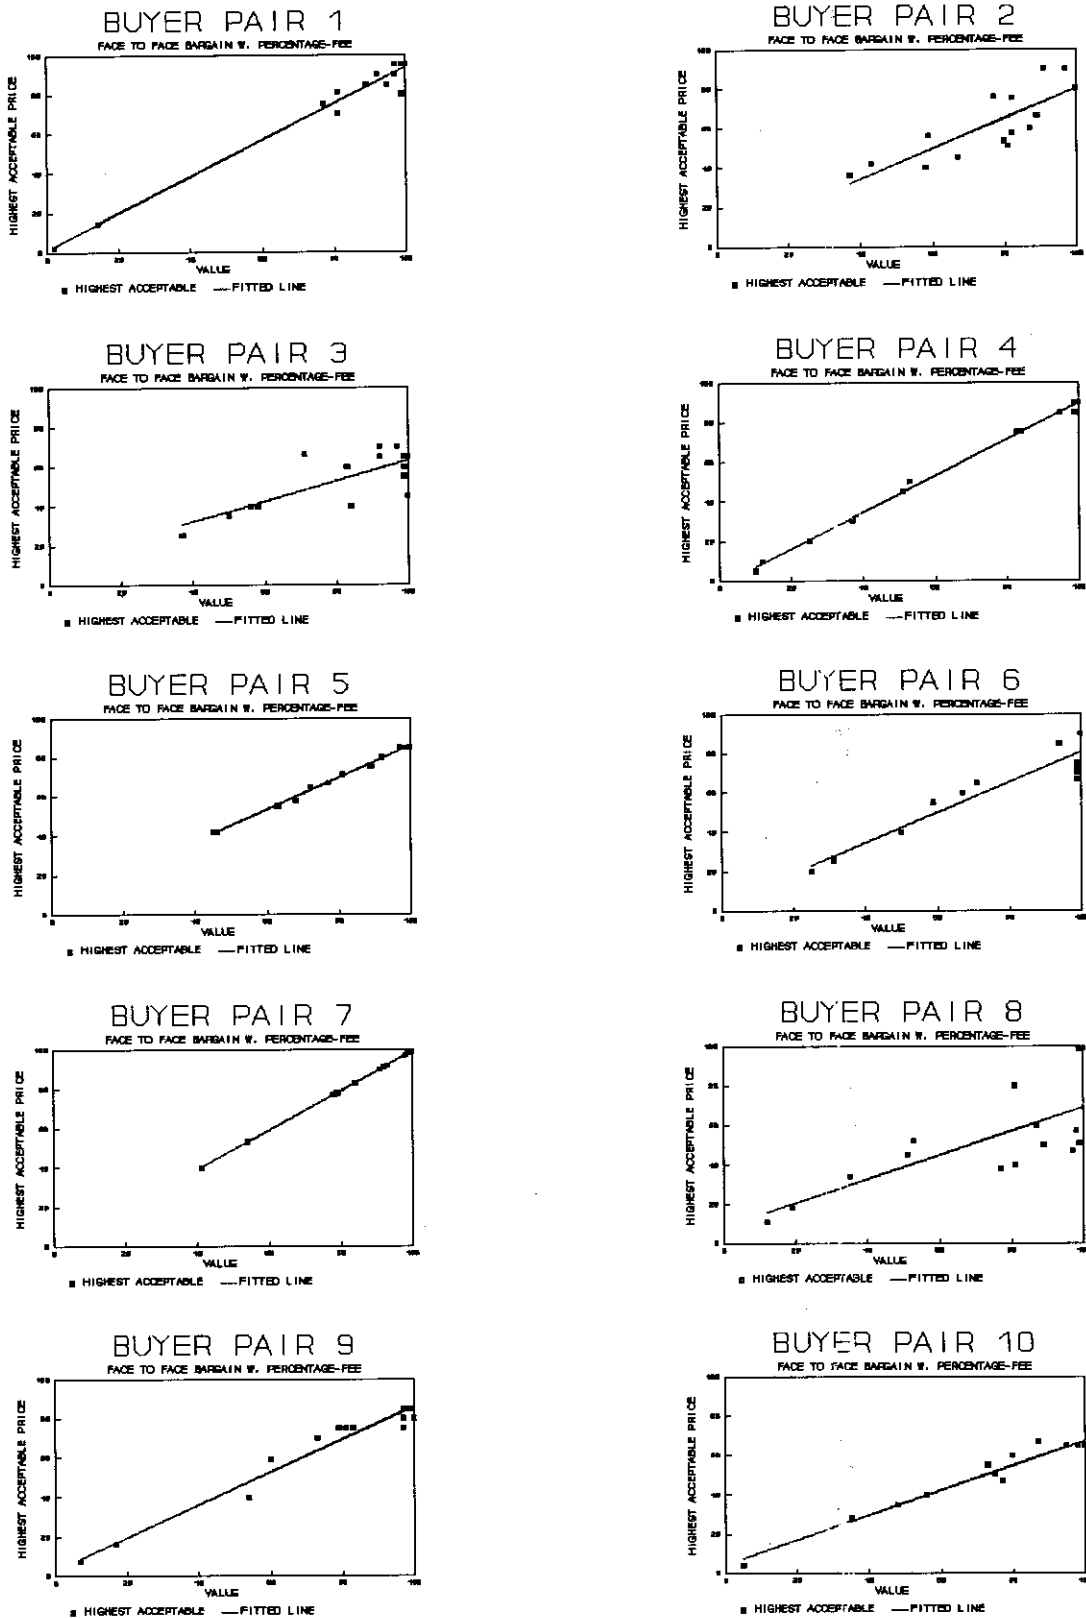 BUYER PAIR 1
FACE TO FACE BARGAIN W. PERCENTAGE-FEE
HIGHEST ACCEPTABLE PRICE
VALUE
HIGHEST ACCEPTABLE — FITTED LINE
BUYER PAIR 2
FACE TO FACE BARGAIN W. PERCENTAGE-FEE
HIGHEST ACCEPTABLE PRICE
VALUE
HIGHEST ACCEPTABLE — FITTED LINE
BUYER PAIR 3
FACE TO FACE BARGAIN W. PERCENTAGE-FEE
HIGHEST ACCEPTABLE PRICE
VALUE
HIGHEST ACCEPTABLE — FITTED LINE
BUYER PAIR 4
FACE TO FACE BARGAIN W. PERCENTAGE-FEE
HIGHEST ACCEPTABLE PRICE
VALUE
HIGHEST ACCEPTABLE — FITTED LINE
BUYER PAIR 5
FACE TO FACE BARGAIN W. PERCENTAGE-FEE
HIGHEST ACCEPTABLE PRICE
VALUE
HIGHEST ACCEPTABLE — FITTED LINE
BUYER PAIR 6
FACE TO FACE BARGAIN W. PERCENTAGE-FEE
HIGHEST ACCEPTABLE PRICE
VALUE
HIGHEST ACCEPTABLE — FITTED LINE
BUYER PAIR 7
FACE TO FACE BARGAIN W. PERCENTAGE-FEE
HIGHEST ACCEPTABLE PRICE
VALUE
HIGHEST ACCEPTABLE — FITTED LINE
BUYER PAIR 8
FACE TO FACE BARGAIN W. PERCENTAGE-FEE
HIGHEST ACCEPTABLE PRICE
VALUE
HIGHEST ACCEPTABLE — FITTED LINE
BUYER PAIR 9
FACE TO FACE BARGAIN W. PERCENTAGE-FEE
HIGHEST ACCEPTABLE PRICE
VALUE
HIGHEST ACCEPTABLE — FITTED LINE
BUYER PAIR 10
FACE TO FACE BARGAIN W. PERCENTAGE-FEE
HIGHEST ACCEPTABLE PRICE
VALUE
HIGHEST ACCEPTABLE — FITTED LINE